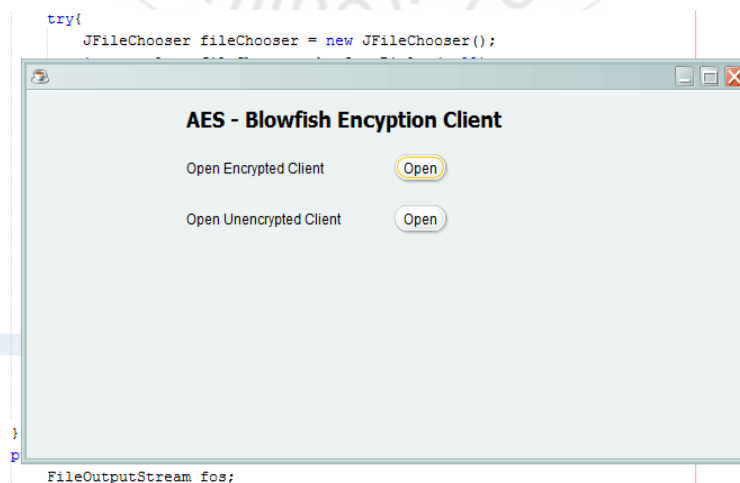 try{
JFileChooser fileChooser = new JFileChooser();
AES - Blowfish Encyption Client
Open Encrypted Client Open
Open Unencrypted Client Open
}
p
FileOutputStream fos;